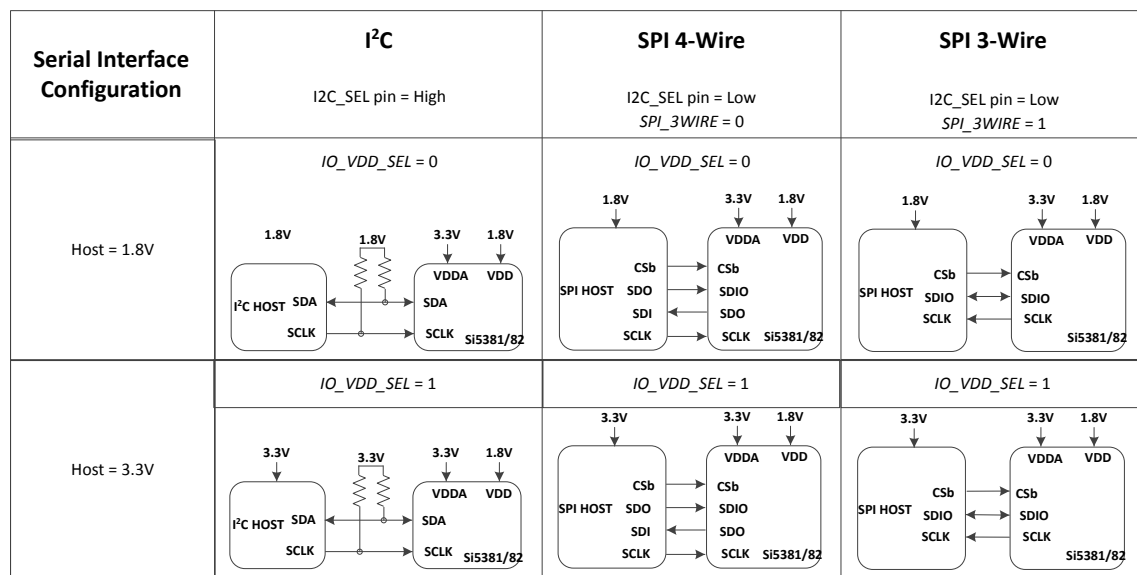 Serial Interface
Configuration
I²C
I2C_SEL pin = High
SPI 4-Wire
I2C_SEL pin = Low
SPI_3WIRE = 0
SPI 3-Wire
I2C_SEL pin = Low
SPI_3WIRE = 1
Host = 1.8V
IO_VDD_SEL = 0
1.8V
1.8V
3.3V
1.8V
VDDA
VDD
I²C HOST
SDA
SDA
SCLK
SCLK
Si5381/82
IO_VDD_SEL = 0
1.8V
3.3V
1.8V
VDDA
VDD
SPI HOST
CSb
CSb
SDO
SDIO
SDI
SDO
SCLK
SCLK
Si5381/82
IO_VDD_SEL = 0
1.8V
3.3V
1.8V
VDDA
VDD
SPI HOST
CSb
CSb
SDIO
SDIO
SCLK
SCLK
Si5381/82
Host = 3.3V
IO_VDD_SEL = 1
3.3V
3.3V
3.3V
1.8V
VDDA
VDD
I²C HOST
SDA
SDA
SCLK
SCLK
Si5381/82
IO_VDD_SEL = 1
3.3V
3.3V
1.8V
VDDA
VDD
SPI HOST
CSb
CSb
SDO
SDIO
SDI
SDO
SCLK
SCLK
Si5381/82
IO_VDD_SEL = 1
3.3V
3.3V
1.8V
VDDA
VDD
SPI HOST
CSb
CSb
SDIO
SDIO
SCLK
SCLK
Si5381/82